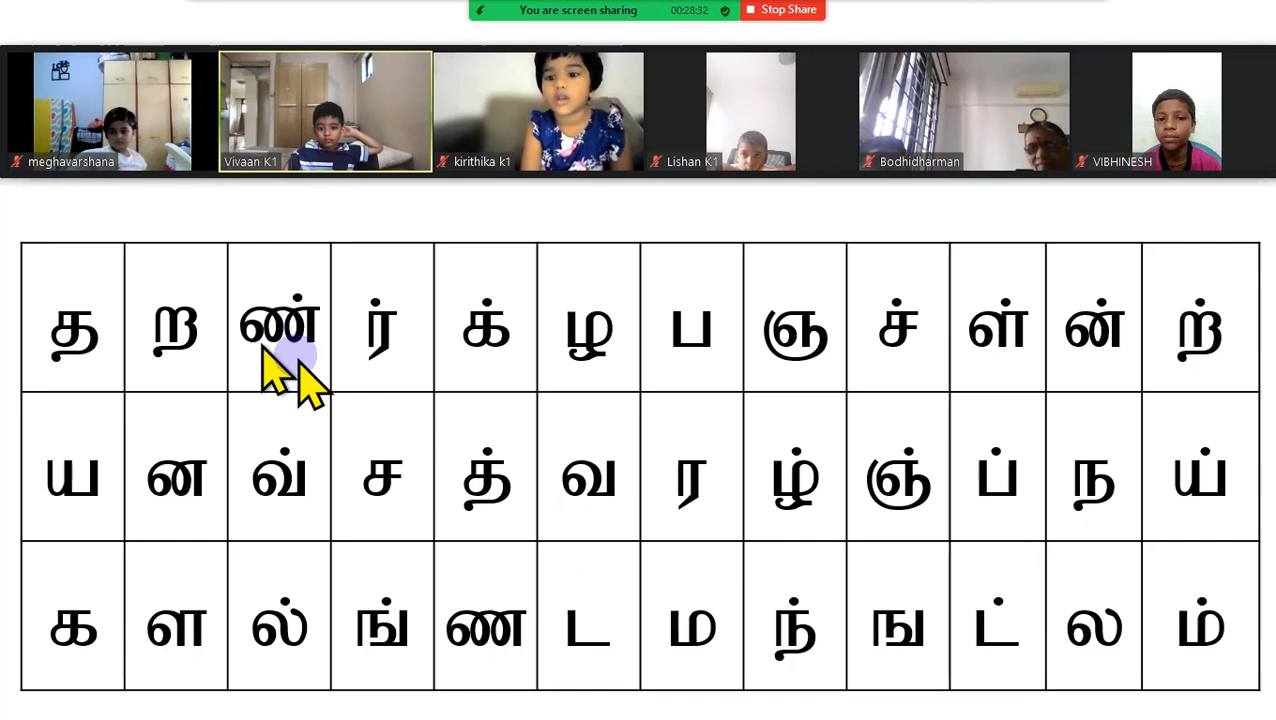 You are screen sharing 00:28:32 Stop Share
meghavarshana Vivaan K1 kirithika k1 Lishan K1 Bodhidharman VIBHINESH
த ற ண் ர் க் ழ ப ஞ ச் ள் ன் ற்
ய ன வ் ச த் வ ர ழ் ஞ் ப் ந ய்
க ள ல் ங் ண ட ம ந் ங ட் ல ம்